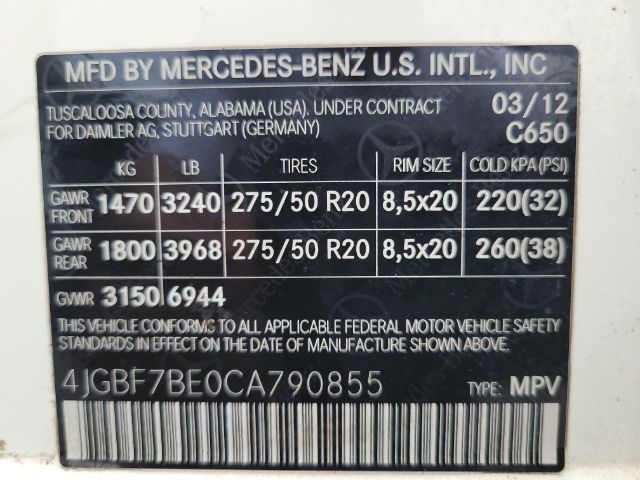 MFD BY MERCEDES-BENZ U.S. INTL., INC
TUSCALOOSA COUNTY, ALABAMA (USA). UNDER CONTRACT 03/12
FOR DAIMLER AG, STUTTGART (GERMANY) C650
KG LB TIRES RIM SIZE COLD KPA(PSI)
GAWR FRONT 1470 3240 275/50 R20 8,5x20 220(32)
GAWR REAR 1800 3968 275/50 R20 8,5x20 260(38)
GVWR 3150 6944
THIS VEHICLE CONFORMS TO ALL APPLICABLE FEDERAL MOTOR VEHICLE SAFETY
STANDARDS IN EFFECT ON THE DATE OF MANUFACTURE SHOWN ABOVE.
4JGBF7BE0CA790855 TYPE: MPV